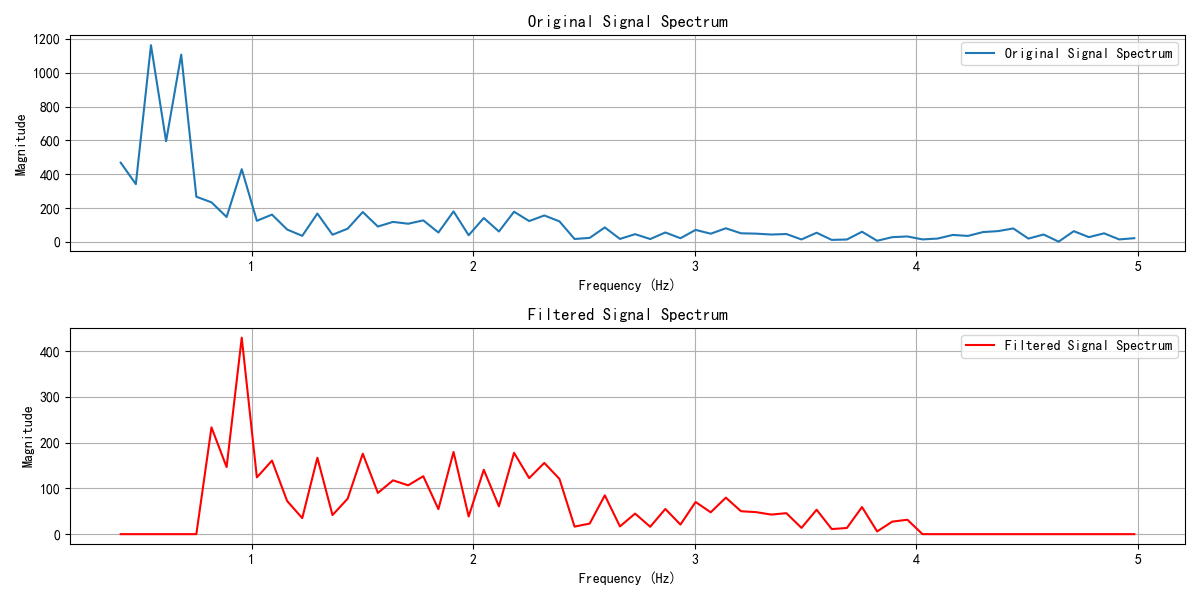 Original Signal Spectrum
1200
1000
800
600
400
200
0
Magnitude
Original Signal Spectrum
1 2 3 4 5
Frequency (Hz)
Filtered Signal Spectrum
400
300
200
100
0
Magnitude
Filtered Signal Spectrum
1 2 3 4 5
Frequency (Hz)